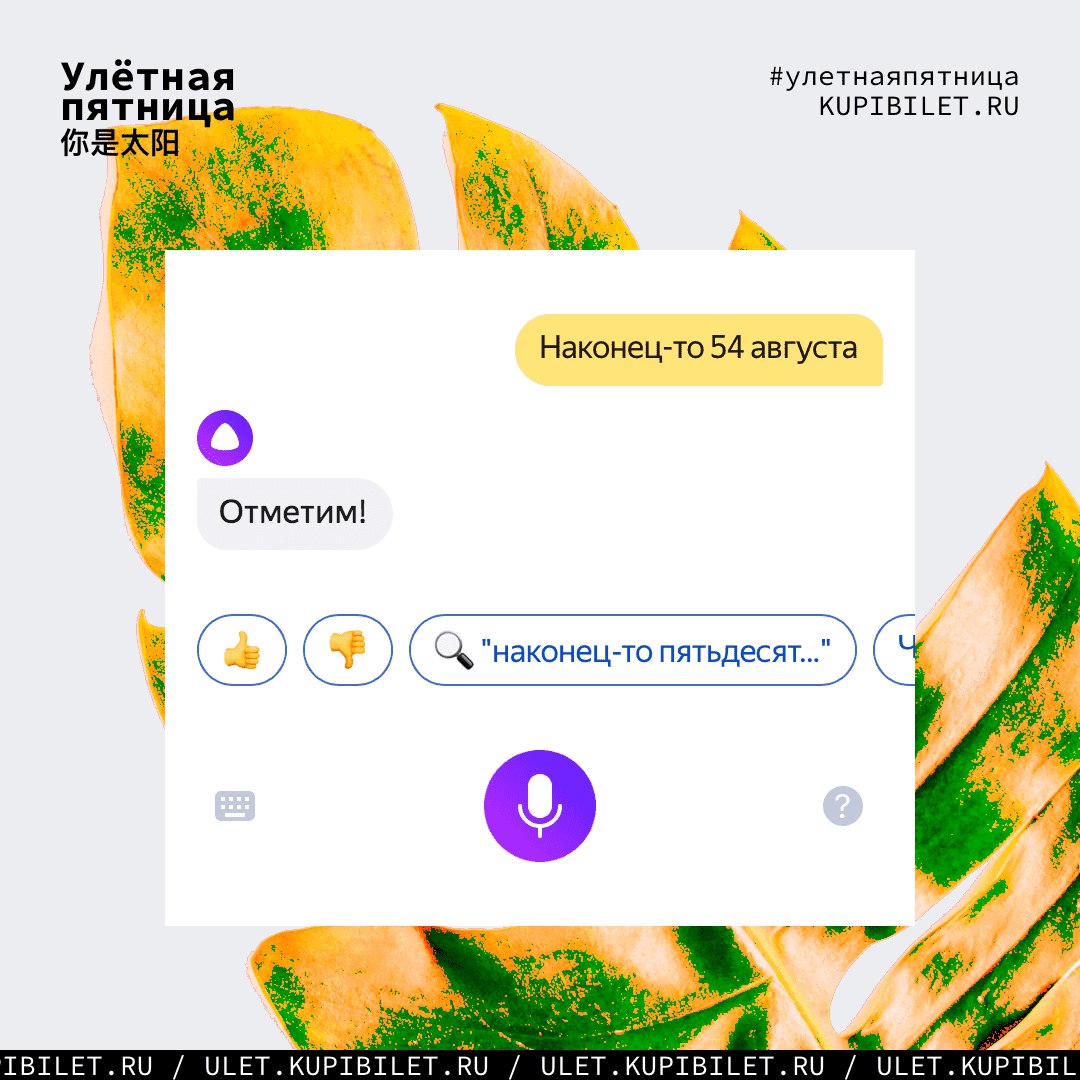 Улётная
пятница
你是太阳
#улетнаяпятница
KUPIBILET.RU
Наконец-то 54 августа
Отметим!
"наконец-то пятьдесят..."
Ч
PIBILET.RU / ULET.KUPIBILET.RU / ULET.KUPIBILET.RU / ULET.KUPIBIL